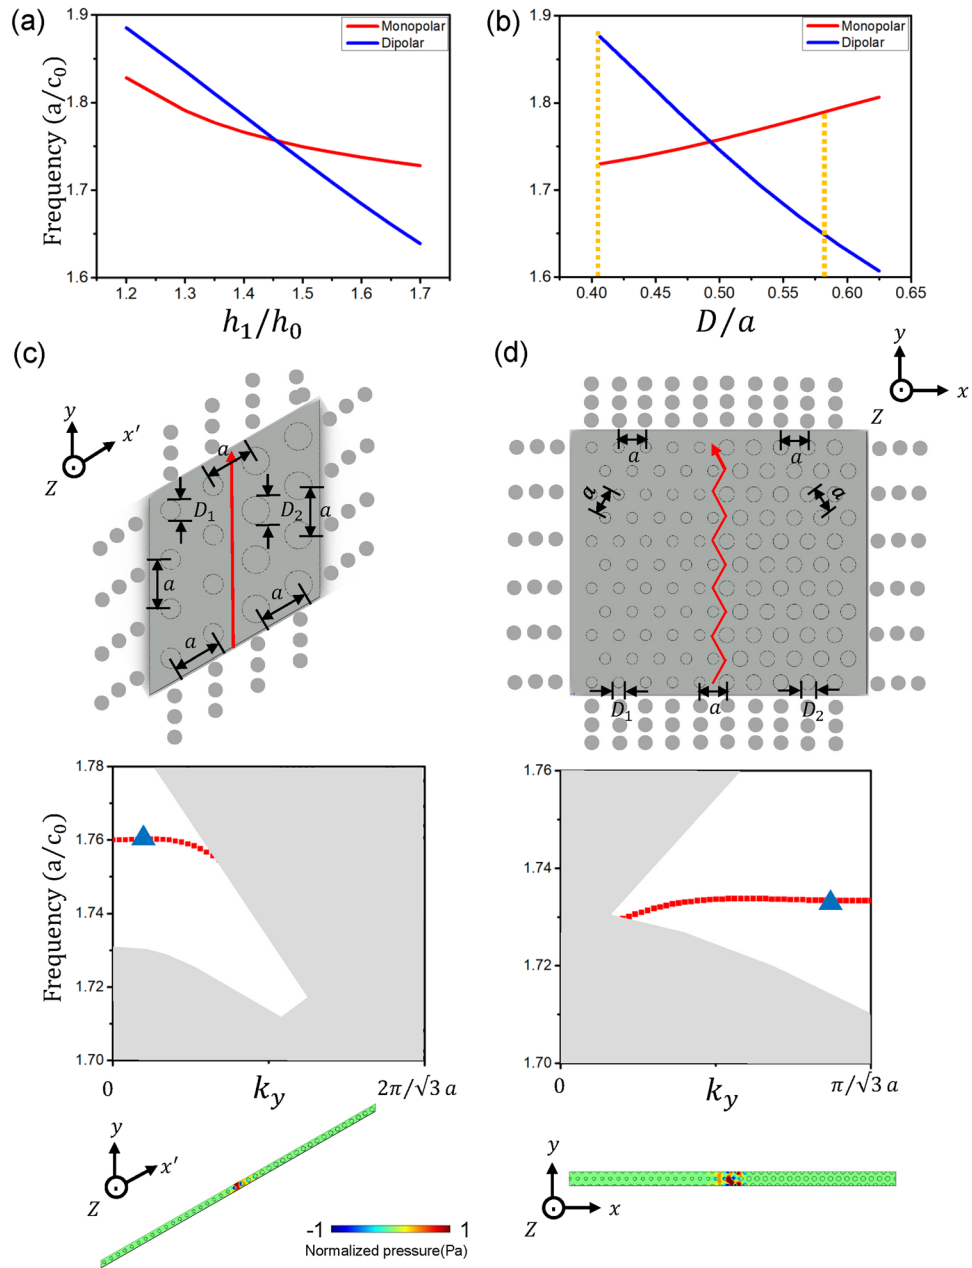 (a)
1.9
1.8
1.7
1.6
Frequency (a/c₀)
Monopolar
Dipolar
1.2 1.3 1.4 1.5 1.6 1.7
h₁/h₀
(b)
1.9
1.8
1.7
1.6
Monopolar
Dipolar
0.40 0.45 0.50 0.55 0.60 0.65
D/a
(c)
y
x′
Z
a
D₁
D₂
a
a
a
a
(d)
y
x
Z
a
a
a
a
D₁
a
D₂
1.78
1.76
1.74
1.72
1.70
Frequency (a/c₀)
0
k_y
2π/√3 a
1.76
1.74
1.72
1.70
0
k_y
π/√3 a
y
x′
Z
-1
1
Normalized pressure(Pa)
y
x
Z